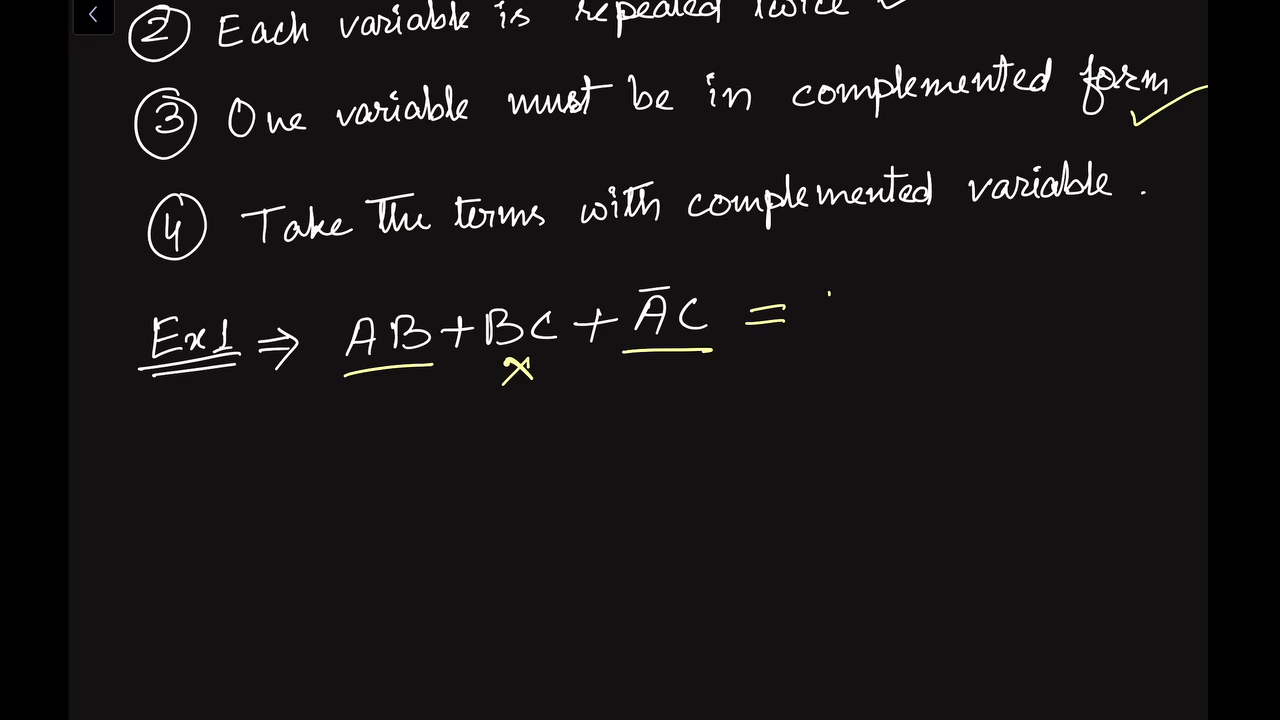 ② Each variable is repeated twice ✓
③ One variable must be in complemented form ✓
④ Take the terms with complemented variable.
Ex1 ⇒ AB + BC + A̅C =
×